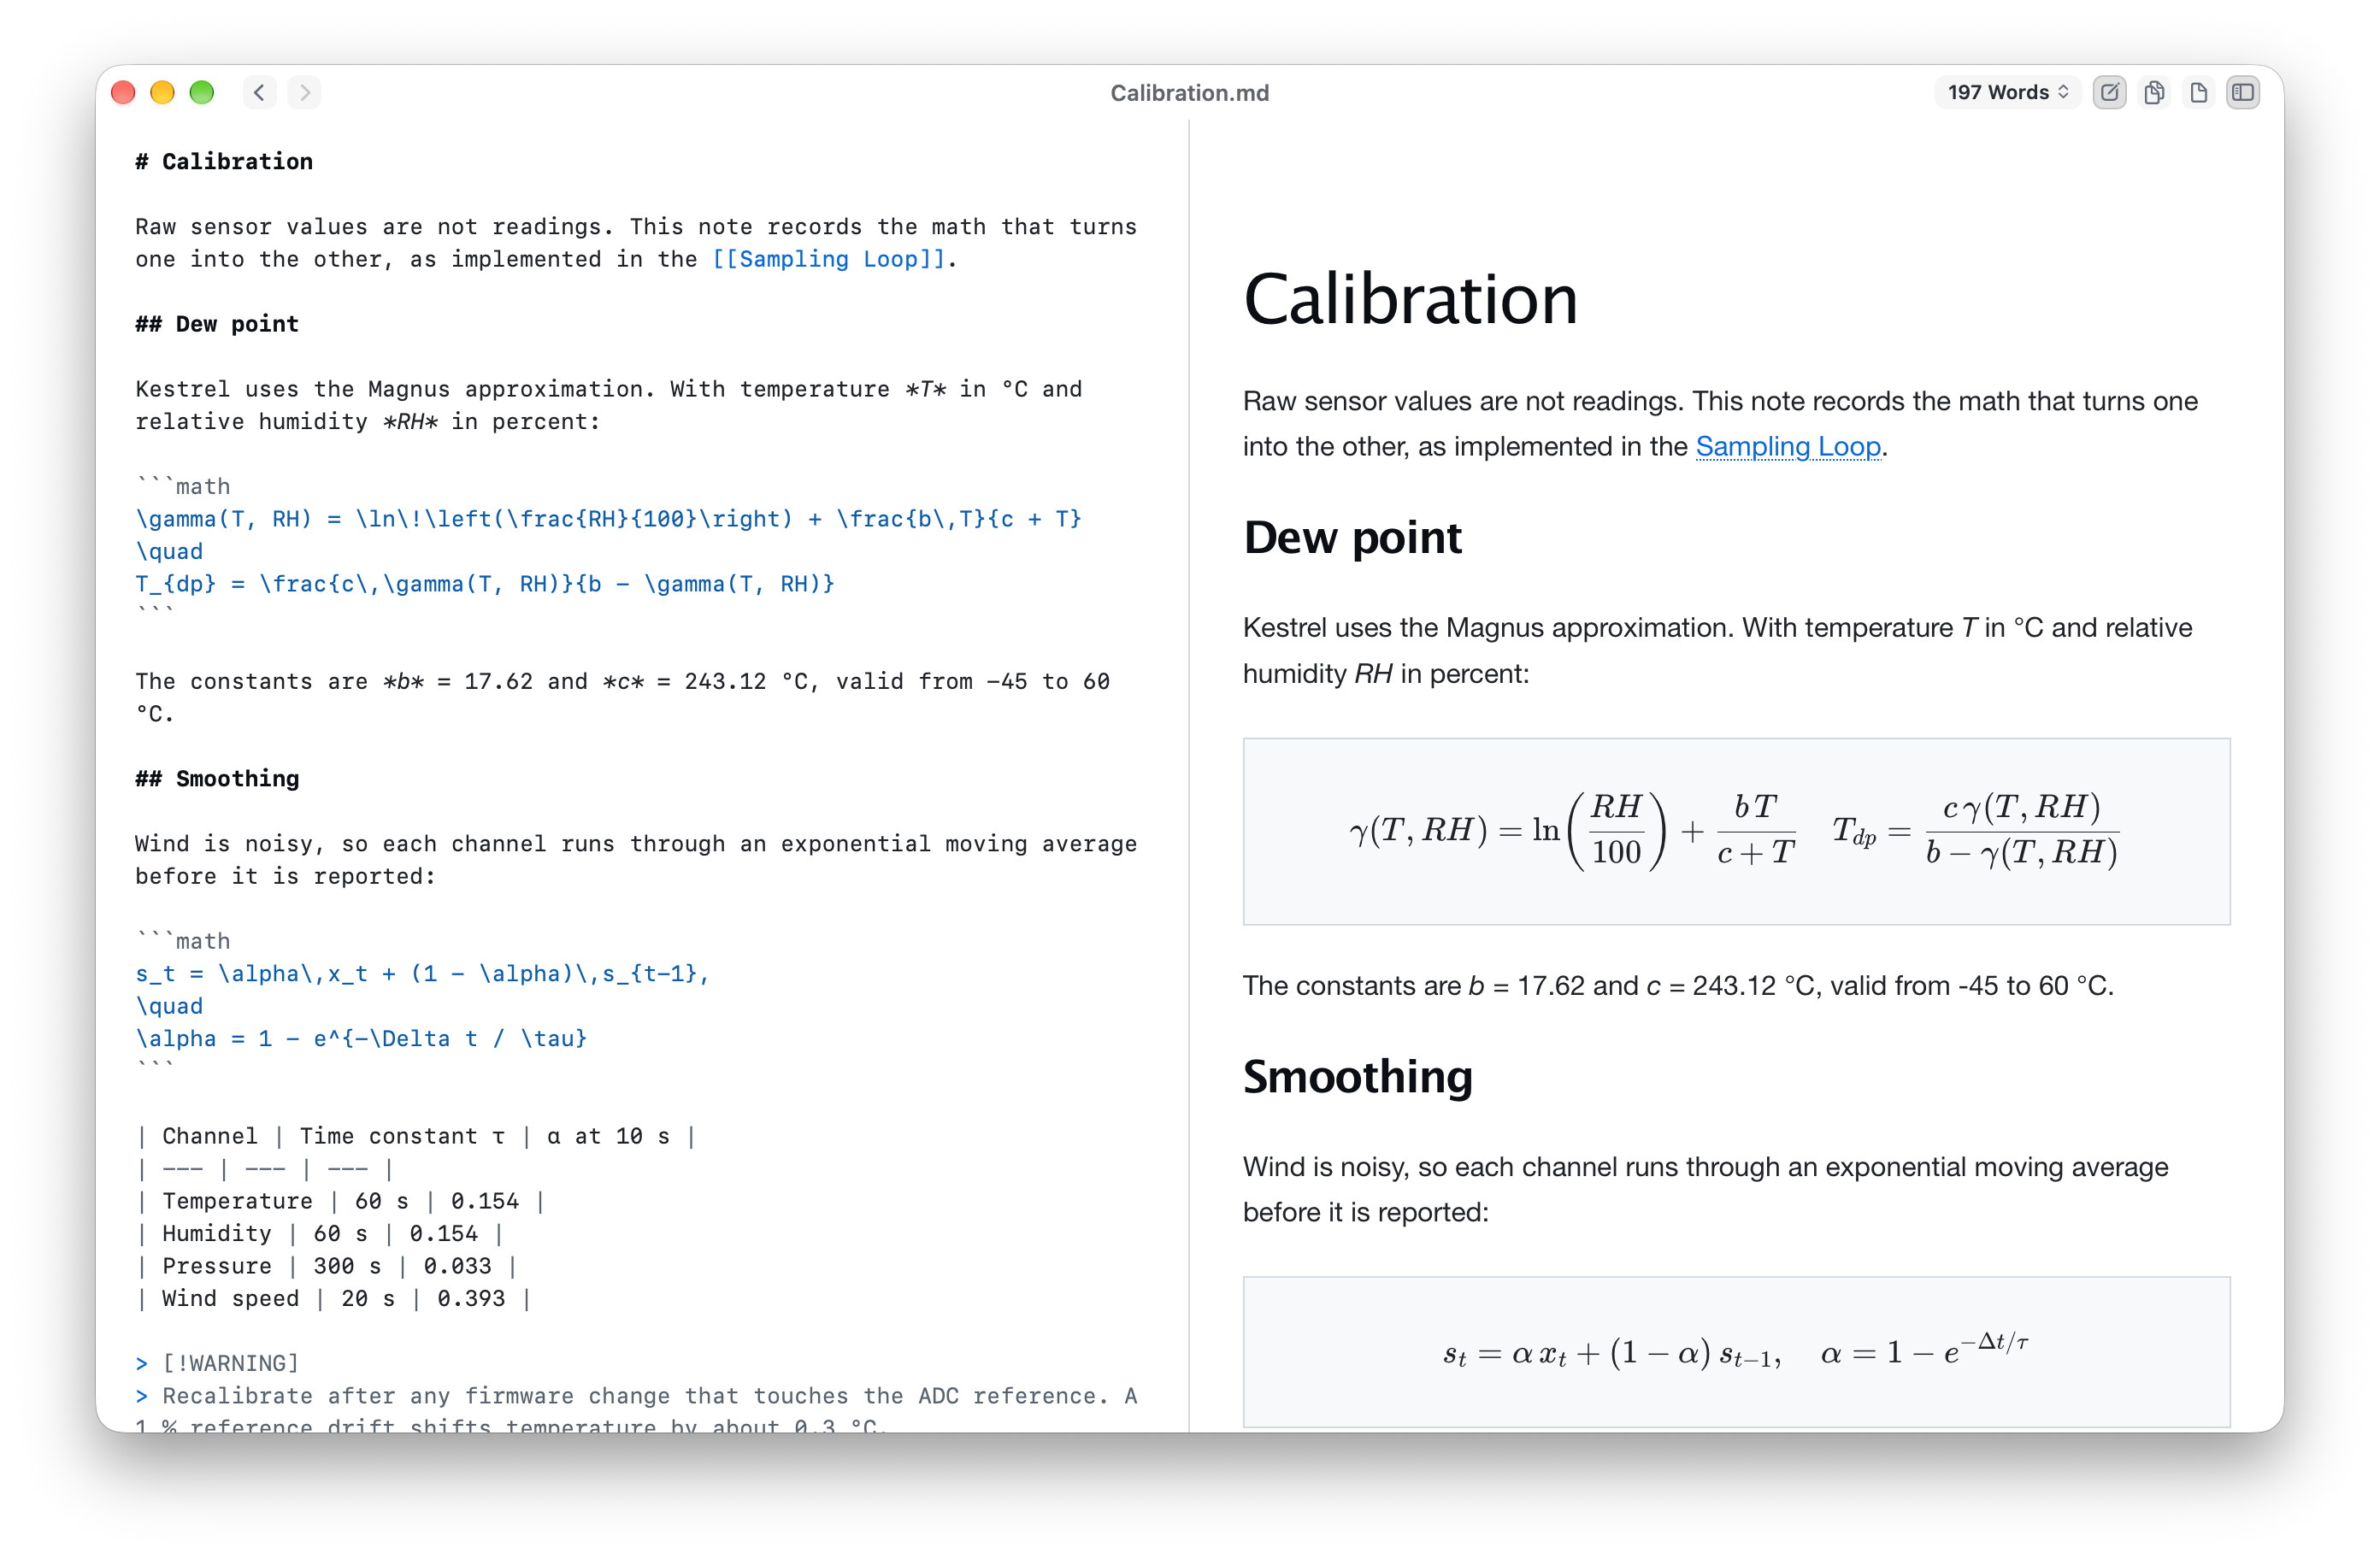 Calibration.md
197 Words
# Calibration
Raw sensor values are not readings. This note records the math that turns
one into the other, as implemented in the [[Sampling Loop]].
## Dew point
Kestrel uses the Magnus approximation. With temperature *T* in °C and
relative humidity *RH* in percent:
```math
\gamma(T, RH) = \ln\!\left(\frac{RH}{100}\right) + \frac{b\,T}{c + T}
\quad
T_{dp} = \frac{c\,\gamma(T, RH)}{b - \gamma(T, RH)}
```
The constants are *b* = 17.62 and *c* = 243.12 °C, valid from -45 to 60
°C.
## Smoothing
Wind is noisy, so each channel runs through an exponential moving average
before it is reported:
```math
s_t = \alpha\,x_t + (1 - \alpha)\,s_{t-1},
\quad
\alpha = 1 - e^{-\Delta t / \tau}
```
| Channel | Time constant τ | α at 10 s |
| --- | --- | --- |
| Temperature | 60 s | 0.154 |
| Humidity | 60 s | 0.154 |
| Pressure | 300 s | 0.033 |
| Wind speed | 20 s | 0.393 |
> [!WARNING]
> Recalibrate after any firmware change that touches the ADC reference. A
1 % reference drift shifts temperature by about 0.3 °C.
Calibration
Raw sensor values are not readings. This note records the math that turns one
into the other, as implemented in the Sampling Loop.
Dew point
Kestrel uses the Magnus approximation. With temperature T in °C and relative
humidity RH in percent:
γ(T, RH) = ln(RH/100) + b T/(c + T) T_dp = c γ(T, RH)/(b − γ(T, RH))
The constants are b = 17.62 and c = 243.12 °C, valid from -45 to 60 °C.
Smoothing
Wind is noisy, so each channel runs through an exponential moving average
before it is reported:
s_t = α x_t + (1 − α) s_{t−1}, α = 1 − e^{−Δt/τ}